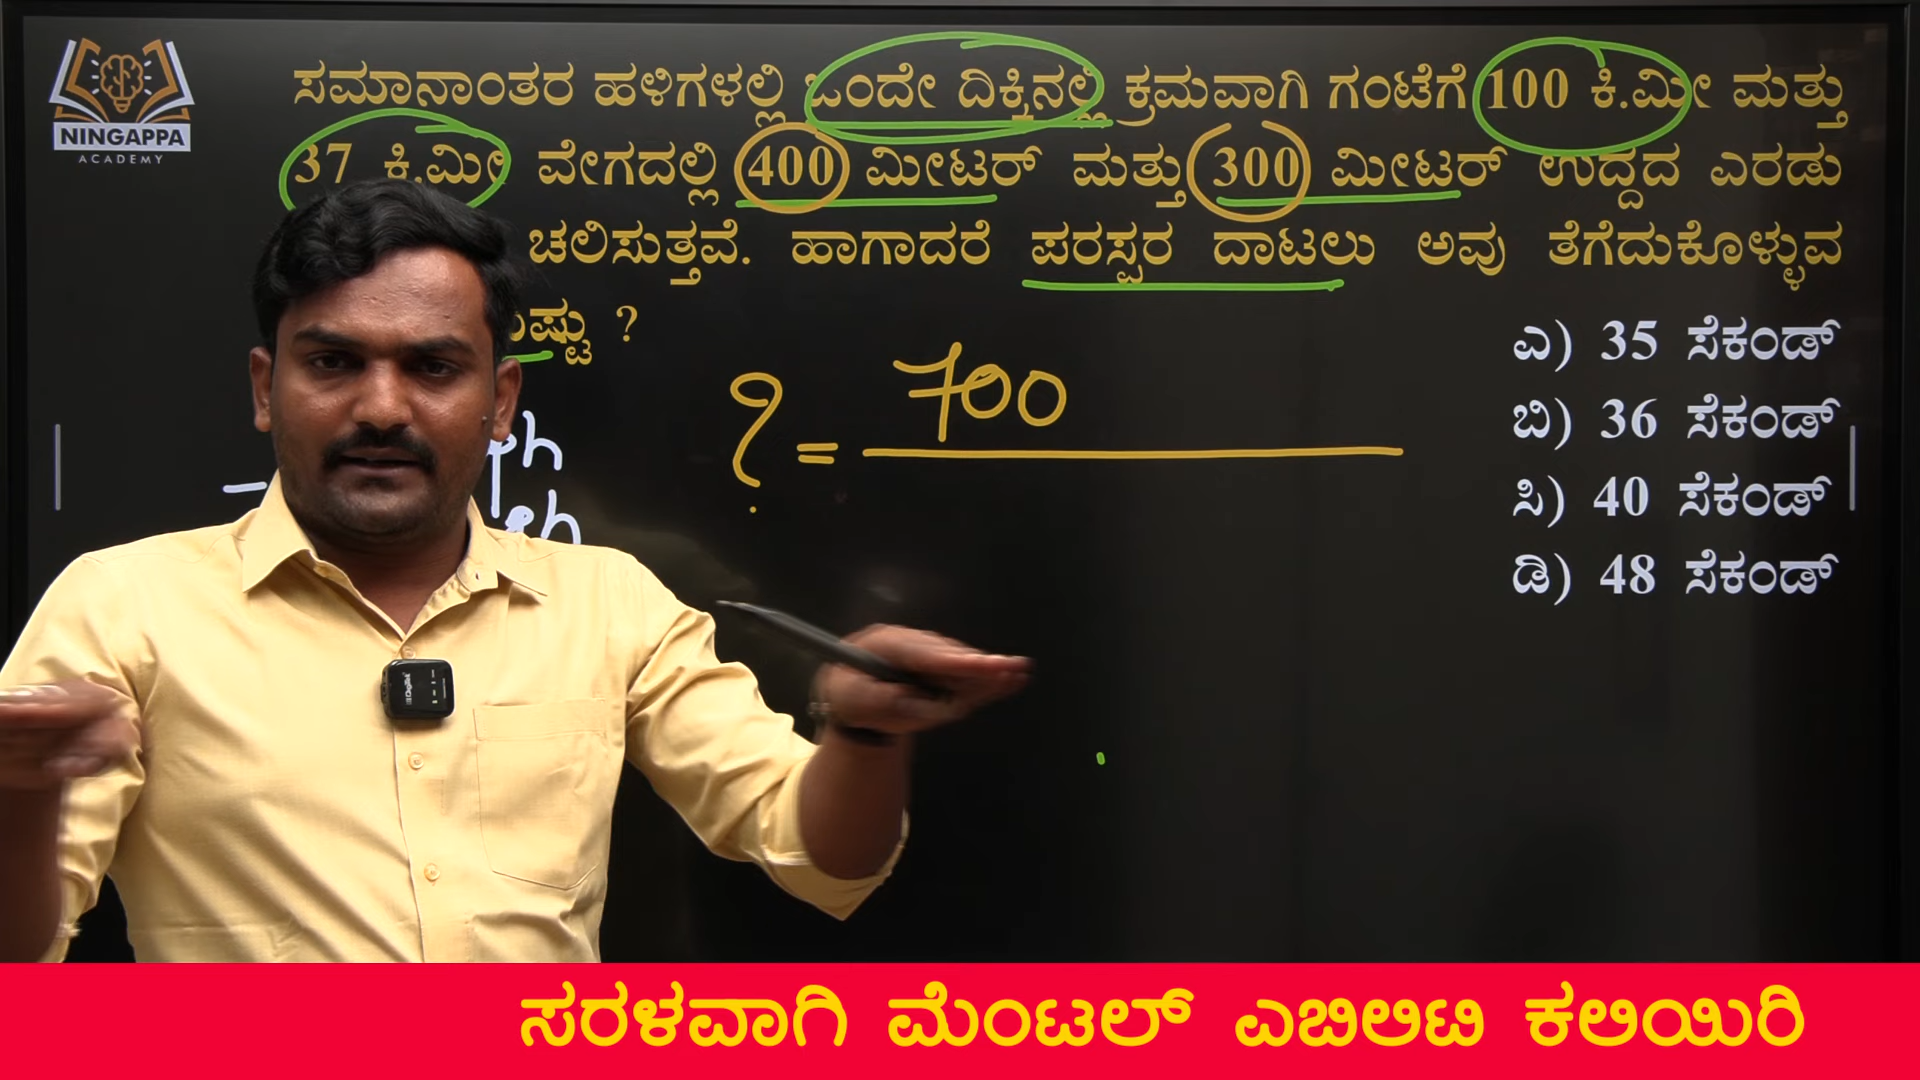 NINGAPPA
ACADEMY
ಸಮಾನಾಂತರ ಹಳಿಗಳಲ್ಲಿ ಒಂದೇ ದಿಕ್ಕಿನಲ್ಲಿ ಕ್ರಮವಾಗಿ ಗಂಟೆಗೆ 100 ಕಿ.ಮೀ ಮತ್ತು
37 ಕಿ.ಮೀ ವೇಗದಲ್ಲಿ 400 ಮೀಟರ್ ಮತ್ತು 300 ಮೀಟರ್ ಉದ್ದದ ಎರಡು
ಚಲಿಸುತ್ತವೆ. ಹಾಗಾದರೆ ಪರಸ್ಪರ ದಾಟಲು ಅವು ತೆಗೆದುಕೊಳ್ಳುವ
?
? = 700
ಎ) 35 ಸೆಕಂಡ್
ಬಿ) 36 ಸೆಕಂಡ್
ಸಿ) 40 ಸೆಕಂಡ್
ಡಿ) 48 ಸೆಕಂಡ್
ಸರಳವಾಗಿ ಮೆಂಟಲ್ ಎಬಿಲಿಟಿ ಕಲಿಯಿರಿ